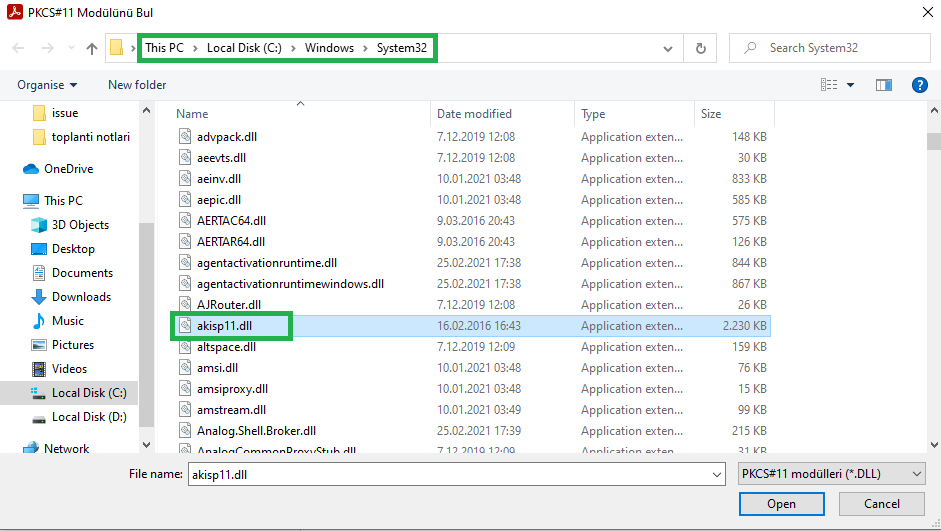 PKCS#11 Modülünü Bul
This PC > Local Disk (C:) > Windows > System32
Search System32
Organise New folder
Name Date modified Type Size
issue
toplanti notlari
OneDrive
This PC
3D Objects
Desktop
Documents
Downloads
Music
Pictures
Videos
Local Disk (C:)
Local Disk (D:)
Network
advpack.dll 7.12.2019 12:08 Application exten... 148 KB
aeevts.dll 7.12.2019 12:08 Application exten... 30 KB
aeinv.dll 10.01.2021 03:48 Application exten... 833 KB
aepic.dll 10.01.2021 03:48 Application exten... 585 KB
AERTAC64.dll 9.03.2016 20:43 Application exten... 575 KB
AERTAR64.dll 9.03.2016 20:43 Application exten... 126 KB
agentactivationruntime.dll 25.02.2021 17:38 Application exten... 844 KB
agentactivationruntimewindows.dll 25.02.2021 17:38 Application exten... 867 KB
AJRouter.dll 7.12.2019 12:08 Application exten... 26 KB
akisp11.dll 16.02.2016 16:43 Application exten... 2.230 KB
altspace.dll 7.12.2019 12:09 Application exten... 159 KB
amsi.dll 10.01.2021 03:48 Application exten... 76 KB
amsiproxy.dll 10.01.2021 03:48 Application exten... 15 KB
amstream.dll 10.01.2021 03:49 Application exten... 99 KB
Analog.Shell.Broker.dll 25.02.2021 17:39 Application exten... 215 KB
AnalogCommonProxyStub.dll 7.12.2019 12:09 Application exten... 31 KB
File name: akisp11.dll PKCS#11 modülleri (*.DLL)
Open Cancel